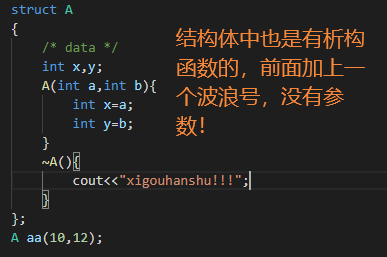 struct A
{
/* data */
int x,y;
A(int a,int b){
int x=a;
int y=b;
}
~A(){
cout<<"xigouhanshu!!!";
}
};
A aa(10,12);
结构体中也是有析构
函数的，前面加上一
个波浪号，没有参
数！